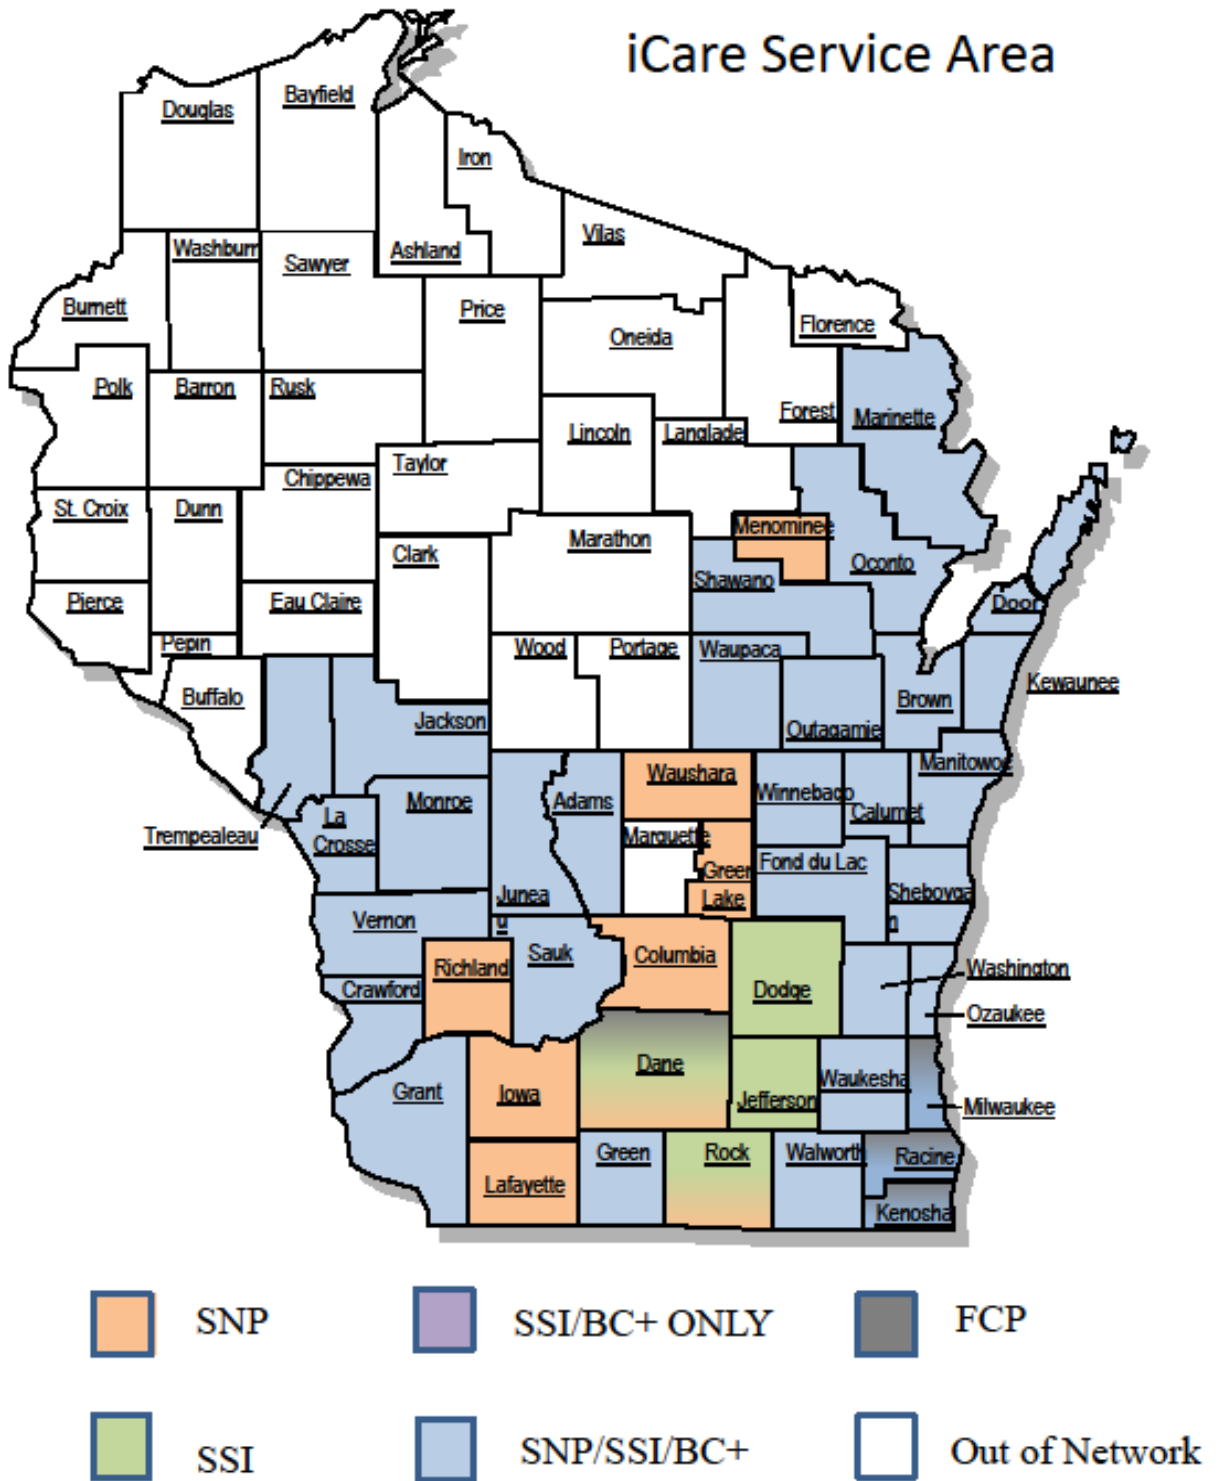 iCare Service Area
Bayfield
Douglas
Iron
Vilas
Washburn
Ashland
Sawyer
Burnett
Price
Florence
Oneida
Polk
Barron
Rusk
Forest
Marinette
Lincoln
Langlade
Taylor
Chippewa
St. Croix
Dunn
Menominee
Marathon
Clark
Oconto
Shawano
Pierce
Eau Claire
Door
Pepin
Wood
Portage
Waupaca
Kewaunee
Buffalo
Brown
Jackson
Outagamie
Manitowoc
Waushara
Winnebago
Monroe
Adams
Calumet
La
Crosse
Trempealeau
Marquette
Fond du Lac
Green
Lake
Junea
u
Sheboyga
n
Vernon
Sauk
Columbia
Richland
Washington
Crawford
Dodge
Ozaukee
Dane
Waukesha
Grant
Iowa
Jefferson
Milwaukee
Green
Rock
Walworth
Racine
Lafayette
Kenosha
SNP
SSI/BC+ ONLY
FCP
SSI
SNP/SSI/BC+
Out of Network